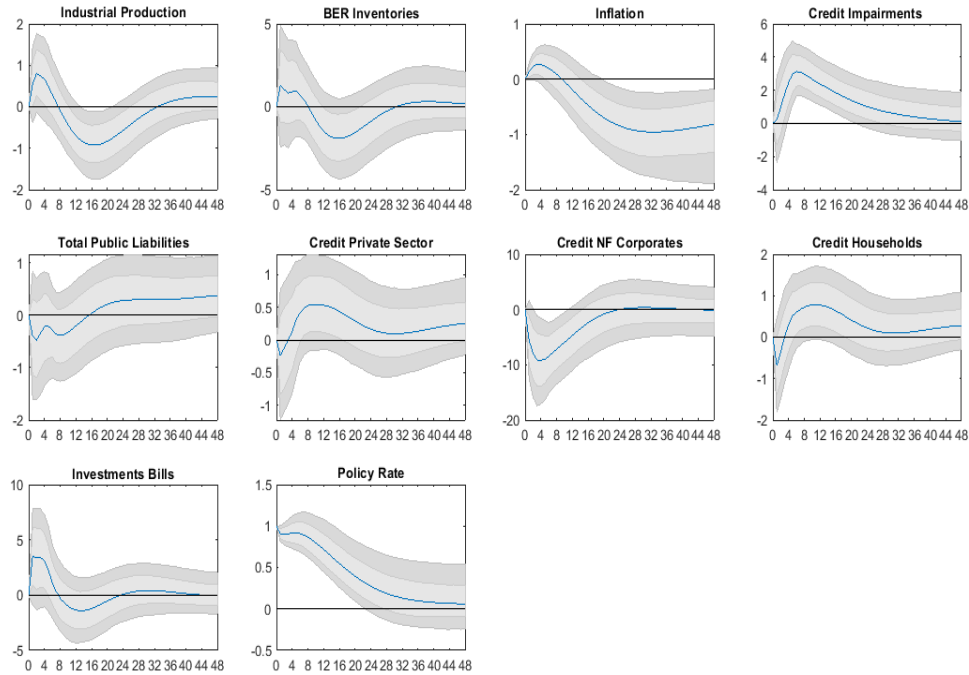 Industrial Production
BER Inventories
Inflation
Credit Impairments
2
1
0
-1
-2
0 4 8 12 16 20 24 28 32 36 40 44 48
5
0
-5
0 4 8 12 16 20 24 28 32 36 40 44 48
1
0
-1
-2
0 4 8 12 16 20 24 28 32 36 40 44 48
6
4
2
0
-2
-4
0 4 8 12 16 20 24 28 32 36 40 44 48
Total Public Liabilities
Credit Private Sector
Credit NF Corporates
Credit Households
1
0
-1
-2
0 4 8 12 16 20 24 28 32 36 40 44 48
1
0.5
0
-0.5
-1
0 4 8 12 16 20 24 28 32 36 40 44 48
10
0
-10
-20
0 4 8 12 16 20 24 28 32 36 40 44 48
2
1
0
-1
-2
0 4 8 12 16 20 24 28 32 36 40 44 48
Investments Bills
Policy Rate
10
5
0
-5
0 4 8 12 16 20 24 28 32 36 40 44 48
1.5
1
0.5
0
-0.5
0 4 8 12 16 20 24 28 32 36 40 44 48